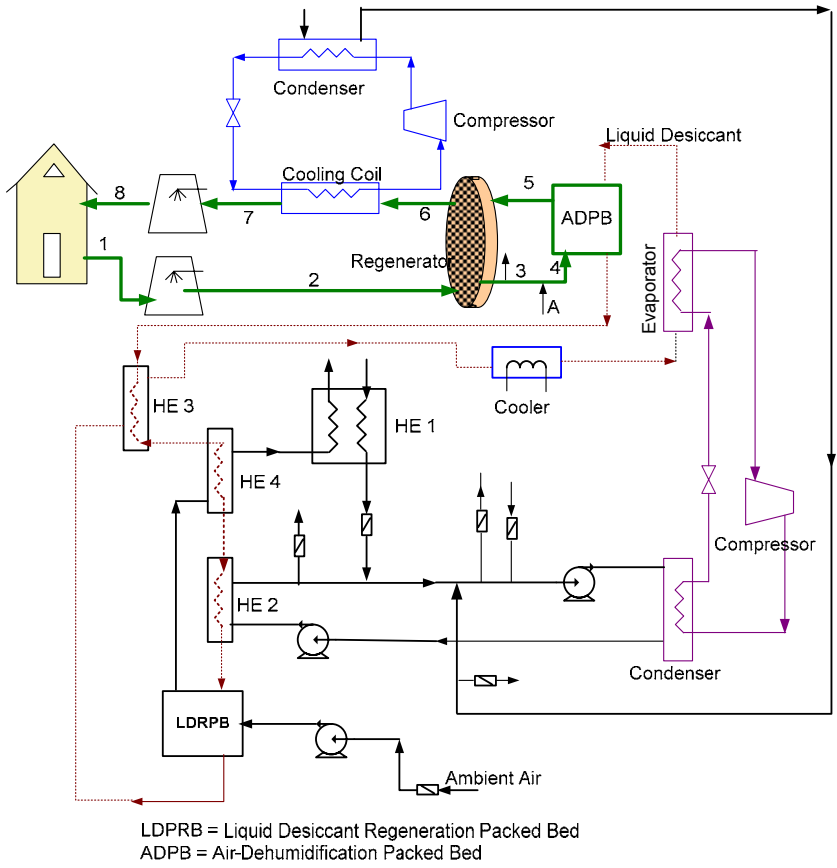 Condenser
Compressor
Liquid Desiccant
Cooling Coil
8
7
6
5
ADPB
1
Regenerator
2
3
4
A
Evaporator
HE 3
Cooler
HE 1
HE 4
Compressor
HE 2
Condenser
LDRPB
Ambient Air
LDPRB = Liquid Desiccant Regeneration Packed Bed
ADPB = Air-Dehumidification Packed Bed